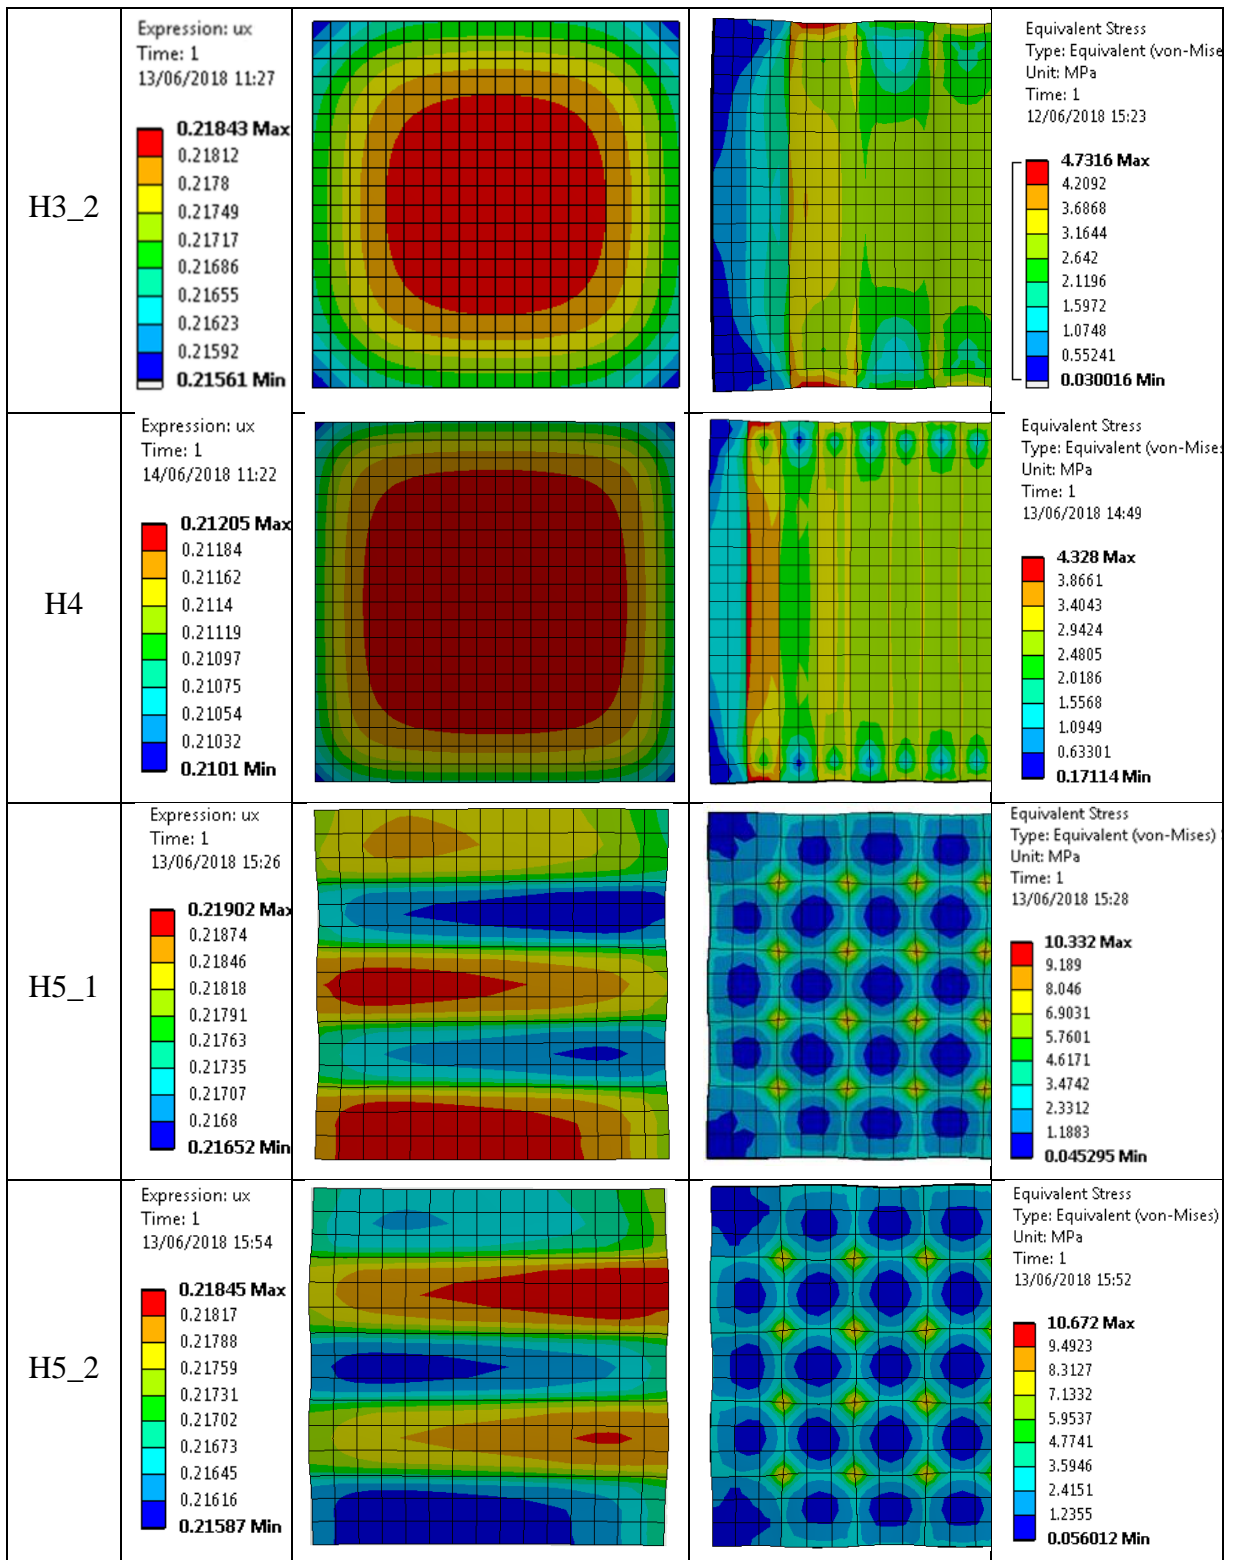 H3_2
Expression: ux
Time: 1
13/06/2018 11:27
0.21843 Max
0.21812
0.2178
0.21749
0.21717
0.21686
0.21655
0.21623
0.21592
0.21561 Min
Equivalent Stress
Type: Equivalent (von-Mise
Unit: MPa
Time: 1
12/06/2018 15:23
4.7316 Max
4.2092
3.6868
3.1644
2.642
2.1196
1.5972
1.0748
0.55241
0.030016 Min
H4
Expression: ux
Time: 1
14/06/2018 11:22
0.21205 Max
0.21184
0.21162
0.2114
0.21119
0.21097
0.21075
0.21054
0.21032
0.2101 Min
Equivalent Stress
Type: Equivalent (von-Mises
Unit: MPa
Time: 1
13/06/2018 14:49
4.328 Max
3.8661
3.4043
2.9424
2.4805
2.0186
1.5568
1.0949
0.63301
0.17114 Min
H5_1
Expression: ux
Time: 1
13/06/2018 15:26
0.21902 Max
0.21874
0.21846
0.21818
0.21791
0.21763
0.21735
0.21707
0.2168
0.21652 Min
Equivalent Stress
Type: Equivalent (von-Mises)
Unit: MPa
Time: 1
13/06/2018 15:28
10.332 Max
9.189
8.046
6.9031
5.7601
4.6171
3.4742
2.3312
1.1883
0.045295 Min
H5_2
Expression: ux
Time: 1
13/06/2018 15:54
0.21845 Max
0.21817
0.21788
0.21759
0.21731
0.21702
0.21673
0.21645
0.21616
0.21587 Min
Equivalent Stress
Type: Equivalent (von-Mises)
Unit: MPa
Time: 1
13/06/2018 15:52
10.672 Max
9.4923
8.3127
7.1332
5.9537
4.7741
3.5946
2.4151
1.2355
0.056012 Min